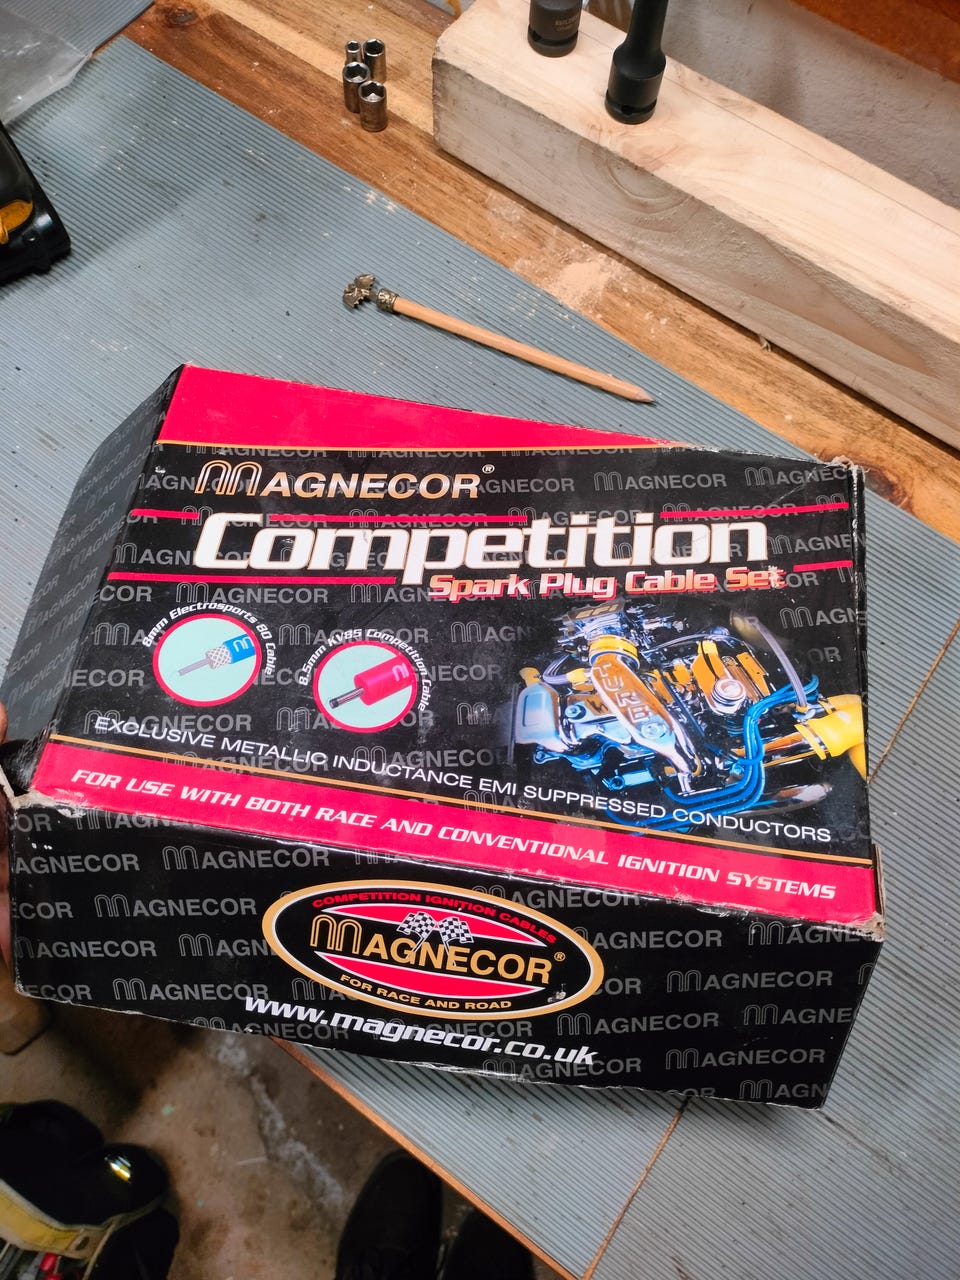 MAGNECOR®
Competition
Spark Plug Cable Set
8mm Electrosports 80 Cable
8.5mm KV85 Competition Cable
TURBO
EXCLUSIVE METALLIC INDUCTANCE EMI SUPPRESSED CONDUCTORS
FOR USE WITH BOTH RACE AND CONVENTIONAL IGNITION SYSTEMS
COMPETITION IGNITION CABLES
MAGNECOR®
FOR RACE AND ROAD
www.magnecor.co.uk